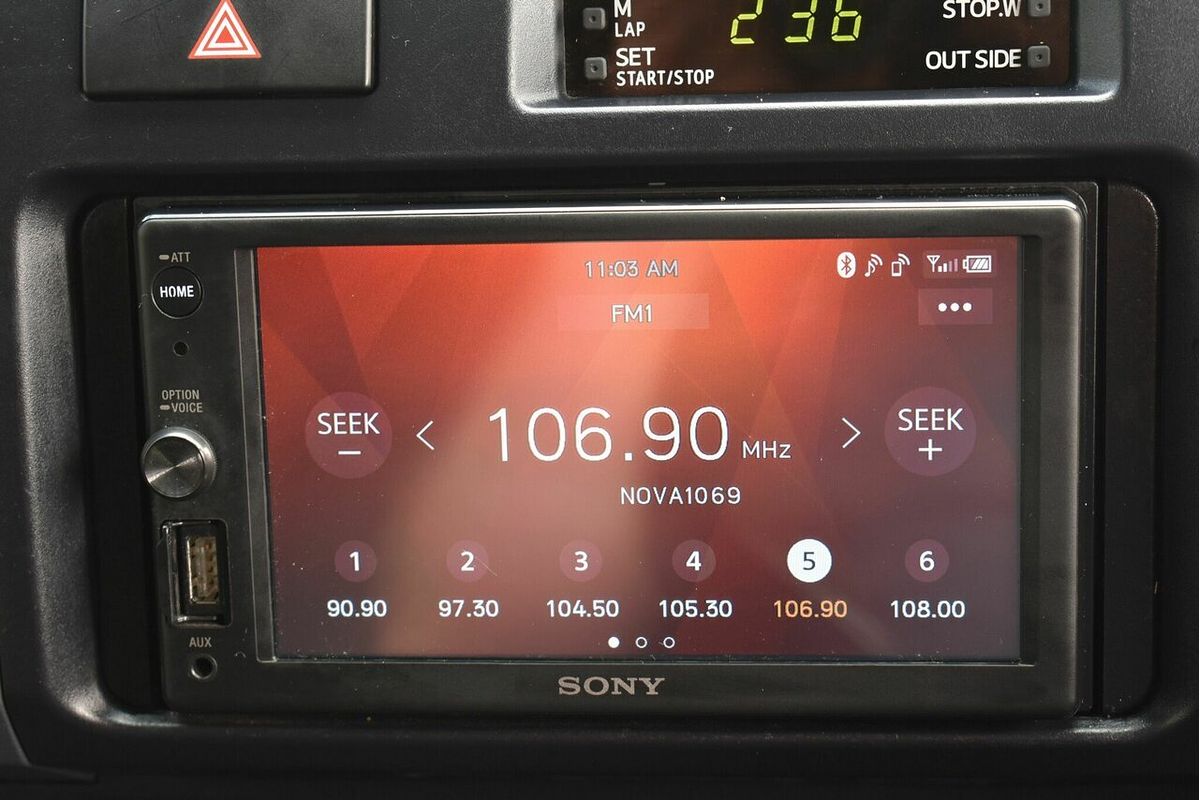 M
LAP
SET
START/STOP
236
STOP.W
OUT SIDE
ATT
HOME
OPTION
VOICE
AUX
11:03 AM
FM1
•••
SEEK
−
< 106.90 MHz >
SEEK
+
NOVA1069
1 2 3 4 5 6
90.90 97.30 104.50 105.30 106.90 108.00
SONY